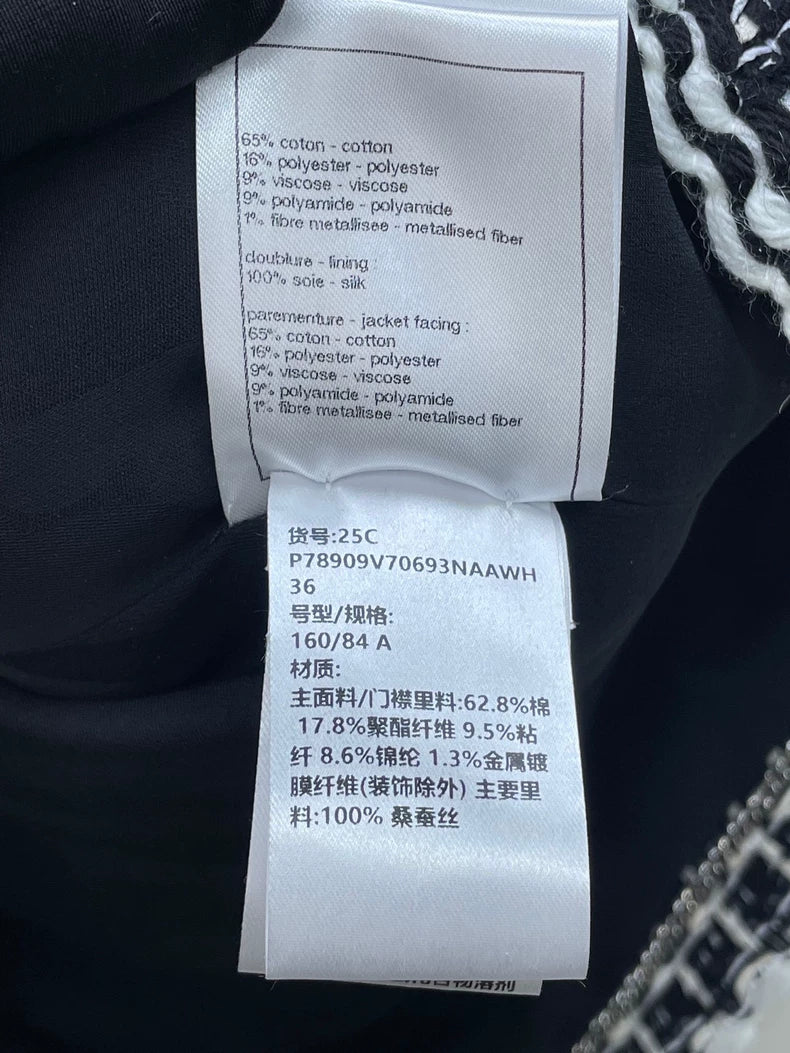 65% coton - cotton
16% polyester - polyester
9% viscose - viscose
9% polyamide - polyamide
1% fibre metallisee - metallised fiber
doublure - lining :
100% soie - silk
parementure - jacket facing :
65% coton - cotton
16% polyester - polyester
9% viscose - viscose
9% polyamide - polyamide
1% fibre metallisee - metallised fiber
货号:25C
P78909V70693NAAWH
36
号型/规格:
160/84 A
材质:
主面料/门襟里料:62.8%棉
17.8%聚酯纤维 9.5%粘
纤 8.6%锦纶 1.3%金属镀
膜纤维(装饰除外) 主要里
料:100% 桑蚕丝